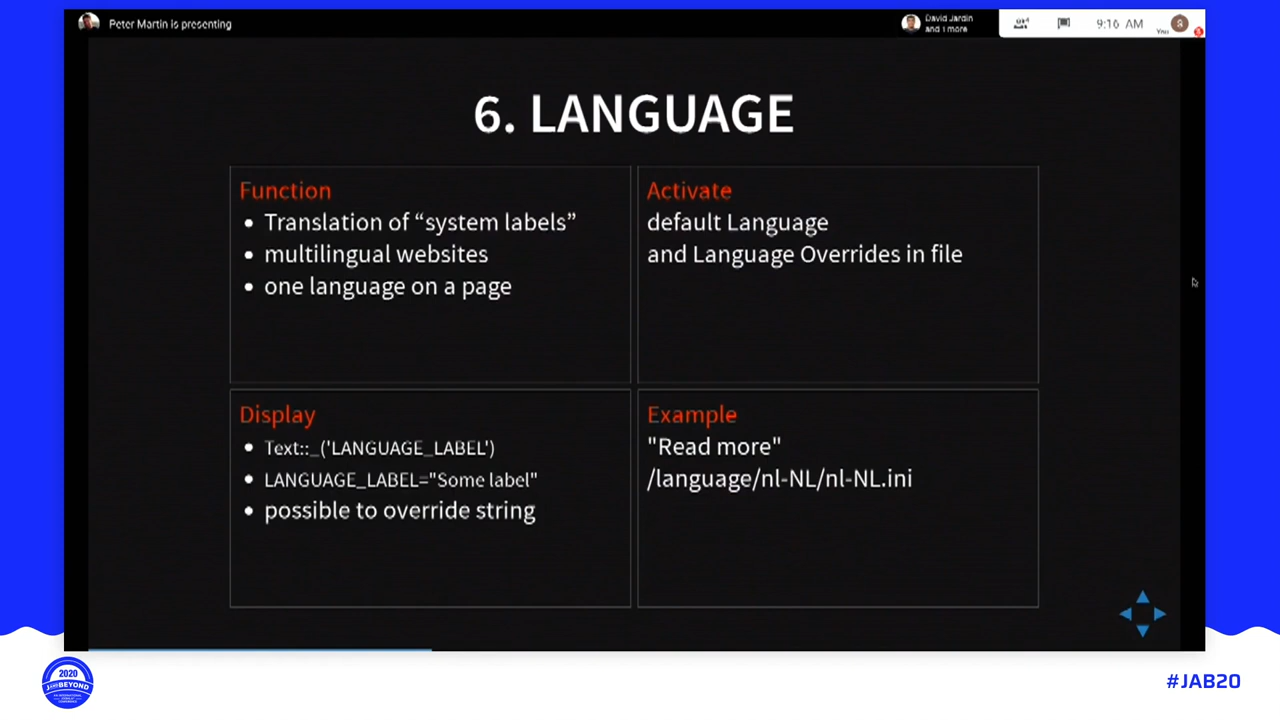 Peter Martin is presenting
David Jardin
and 1 more
9:16 AM
You
S
6. LANGUAGE
Function
• Translation of “system labels”
• multilingual websites
• one language on a page
Activate
default Language
and Language Overrides in file
Display
• Text::_('LANGUAGE_LABEL')
• LANGUAGE_LABEL="Some label"
• possible to override string
Example
"Read more"
/language/nl-NL/nl-NL.ini
2020
JANDBEYOND
#JAB20